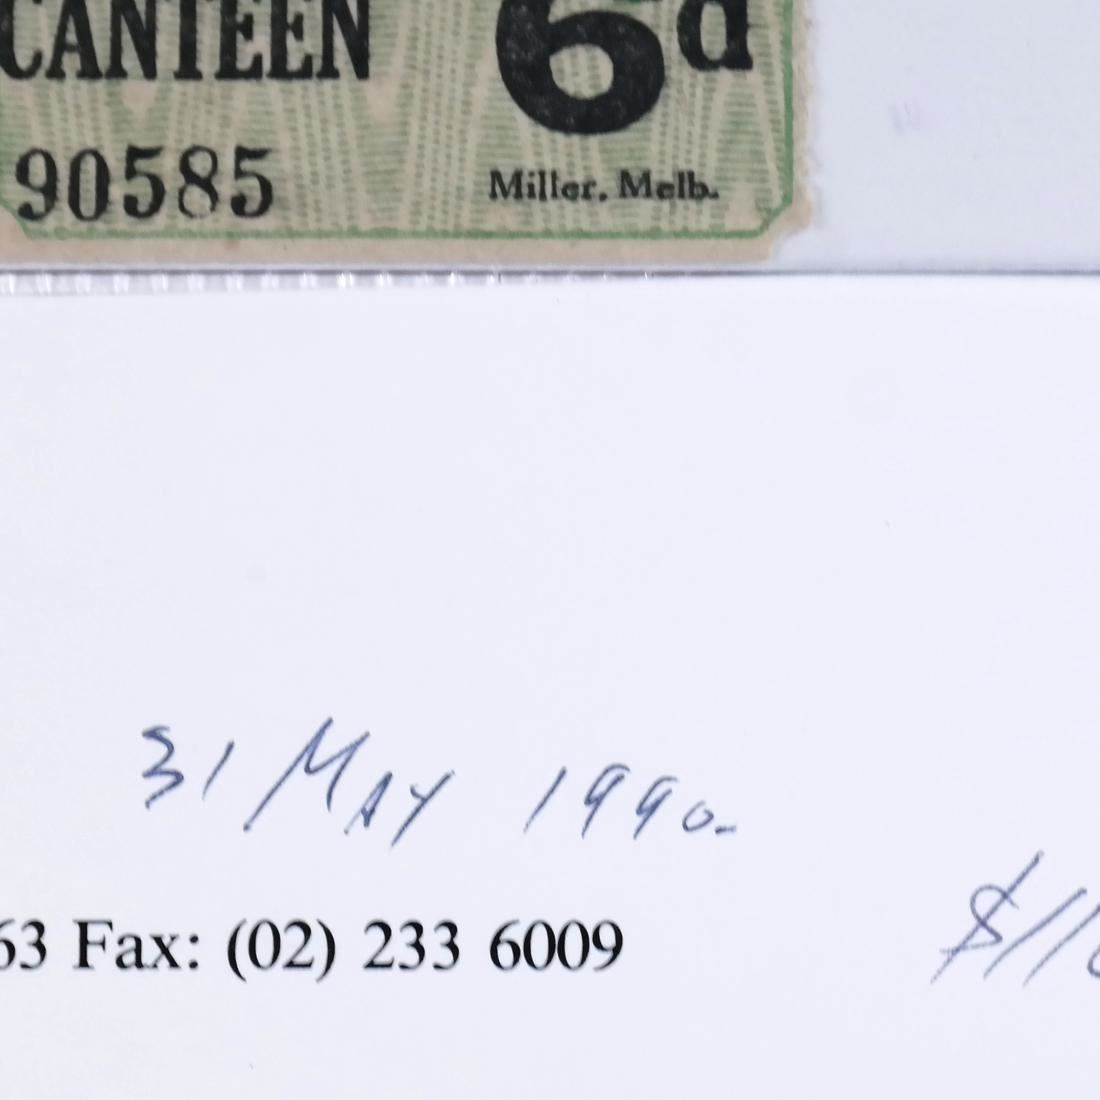 CANTEEN 6d
90585 Miller, Melb.
31 May 1990.
63 Fax: (02) 233 6009